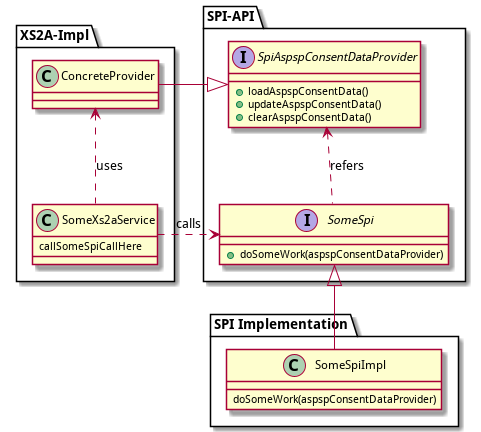 XS2A-Impl
C ConcreteProvider
uses
C SomeXs2aService
callSomeSpiCallHere
calls
SPI-API
I SpiAspspConsentDataProvider
loadAspspConsentData()
updateAspspConsentData()
clearAspspConsentData()
refers
I SomeSpi
doSomeWork(aspspConsentDataProvider)
SPI Implementation
C SomeSpiImpl
doSomeWork(aspspConsentDataProvider)